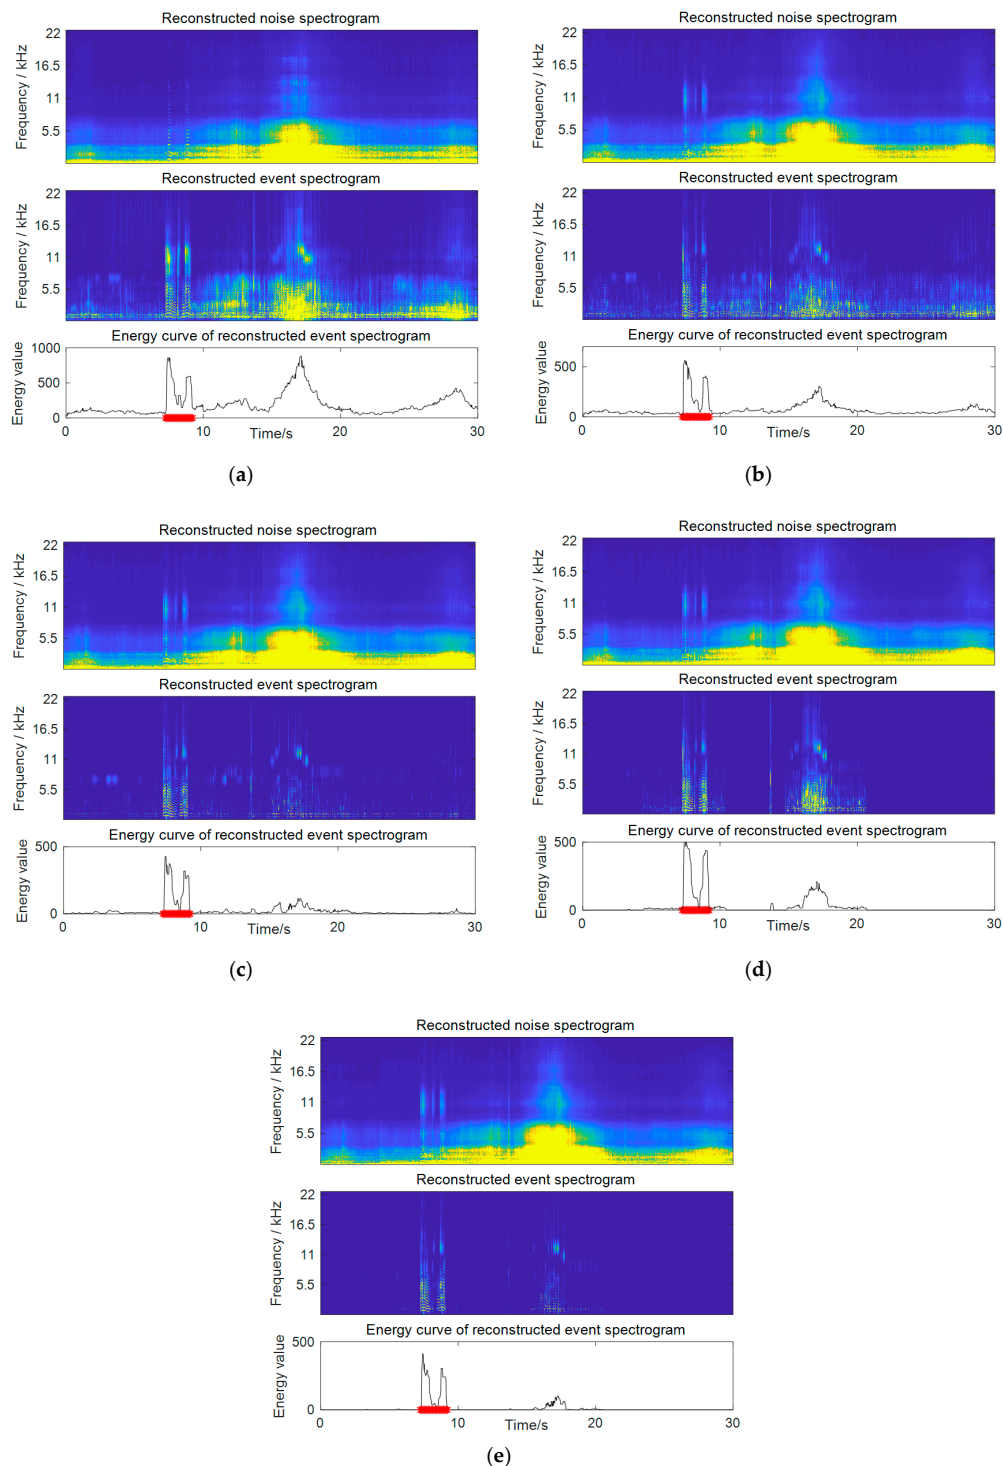 Reconstructed noise spectrogram
Frequency / kHz
22
16.5
11
5.5
Reconstructed event spectrogram
Frequency / kHz
22
16.5
11
5.5
Energy curve of reconstructed event spectrogram
Energy value
1000
500
0
0 10 20 30
Time/s
(a)
Reconstructed noise spectrogram
Frequency / kHz
22
16.5
11
5.5
Reconstructed event spectrogram
Frequency / kHz
22
16.5
11
5.5
Energy curve of reconstructed event spectrogram
Energy value
500
0
0 10 20 30
Time/s
(b)
Reconstructed noise spectrogram
Frequency / kHz
22
16.5
11
5.5
Reconstructed event spectrogram
Frequency / kHz
22
16.5
11
5.5
Energy curve of reconstructed event spectrogram
Energy value
500
0
0 10 20 30
Time/s
(c)
Reconstructed noise spectrogram
Frequency / kHz
22
16.5
11
5.5
Reconstructed event spectrogram
Frequency / kHz
22
16.5
11
5.5
Energy curve of reconstructed event spectrogram
Energy value
500
0
0 10 20 30
Time/s
(d)
Reconstructed noise spectrogram
Frequency / kHz
22
16.5
11
5.5
Reconstructed event spectrogram
Frequency / kHz
22
16.5
11
5.5
Energy curve of reconstructed event spectrogram
Energy value
500
0
0 10 20 30
Time/s
(e)